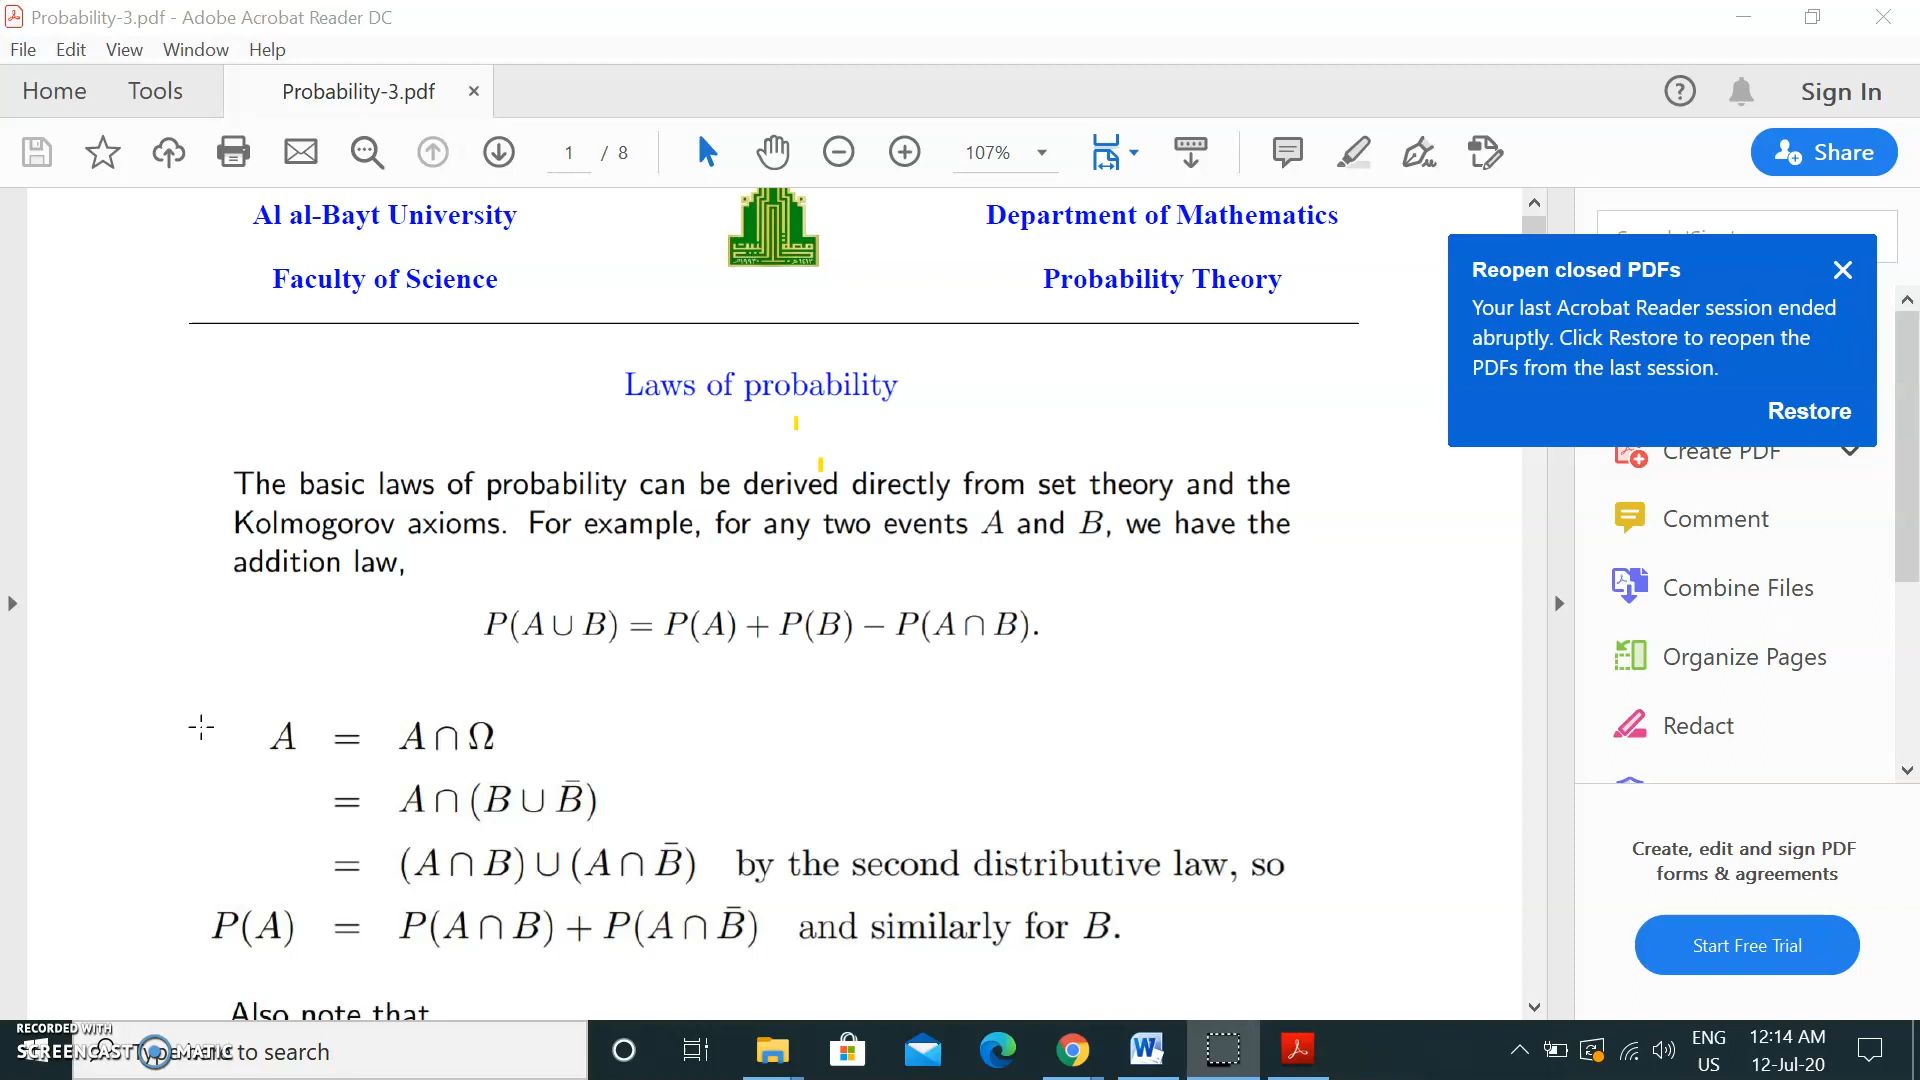 Probability-3.pdf - Adobe Acrobat Reader DC
File Edit View Window Help
Home Tools Probability-3.pdf × Sign In
1 / 8 107% Share
Al al-Bayt University Department of Mathematics
Faculty of Science Probability Theory
Laws of probability
The basic laws of probability can be derived directly from set theory and the
Kolmogorov axioms. For example, for any two events A and B, we have the
addition law,
P(A ∪ B) = P(A) + P(B) − P(A ∩ B).
A = A ∩ Ω
= A ∩ (B ∪ B̄)
= (A ∩ B) ∪ (A ∩ B̄) by the second distributive law, so
P(A) = P(A ∩ B) + P(A ∩ B̄) and similarly for B.
Also note that
Reopen closed PDFs
Your last Acrobat Reader session ended
abruptly. Click Restore to reopen the
PDFs from the last session.
Restore
Create PDF
Comment
Combine Files
Organize Pages
Redact
Create, edit and sign PDF
forms & agreements
Start Free Trial
RECORDED WITH
SCREENCAST MATIC
to search
ENG
US
12:14 AM
12-Jul-20